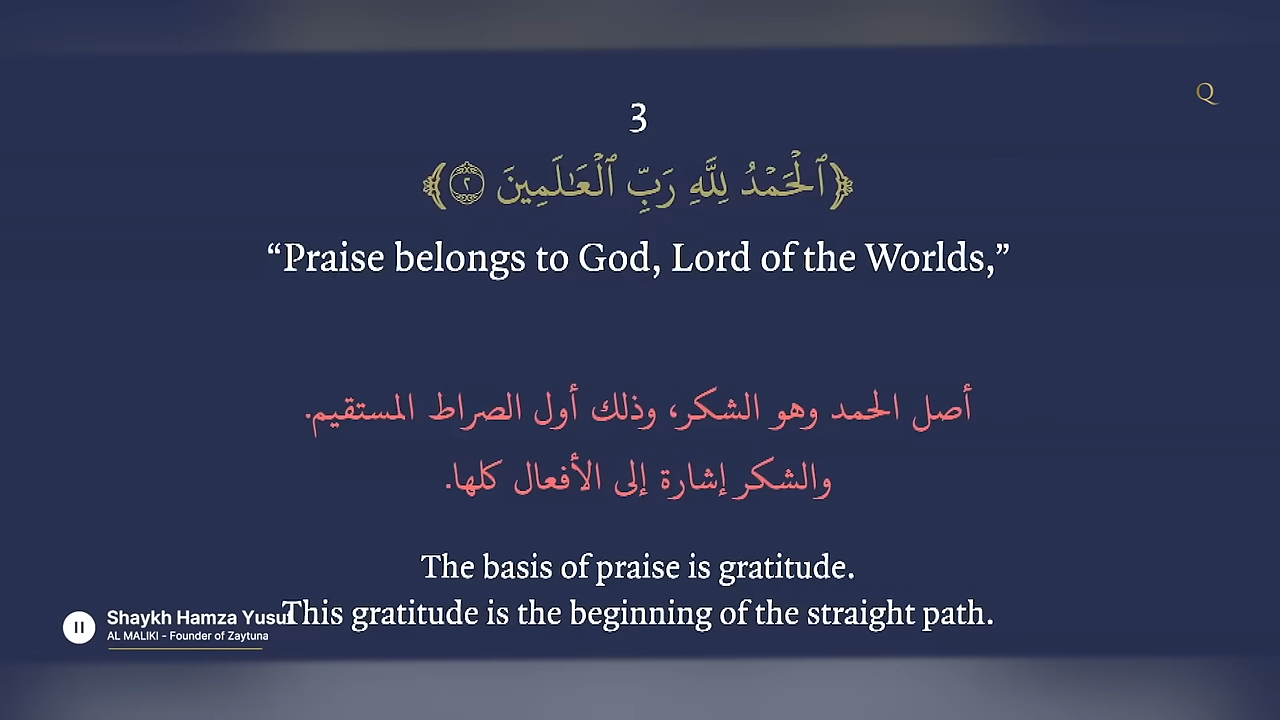 Q
3
﴿ٱلْحَمْدُ لِلَّهِ رَبِّ ٱلْعَـٰلَمِينَ ٢﴾
“Praise belongs to God, Lord of the Worlds,”
أصل الحمد وهو الشكر، وذلك أول الصراط المستقيم.
والشكر إشارة إلى الأفعال كلها.
The basis of praise is gratitude.
This gratitude is the beginning of the straight path.
Shaykh Hamza Yusuf
AL MALIKI - Founder of Zaytuna